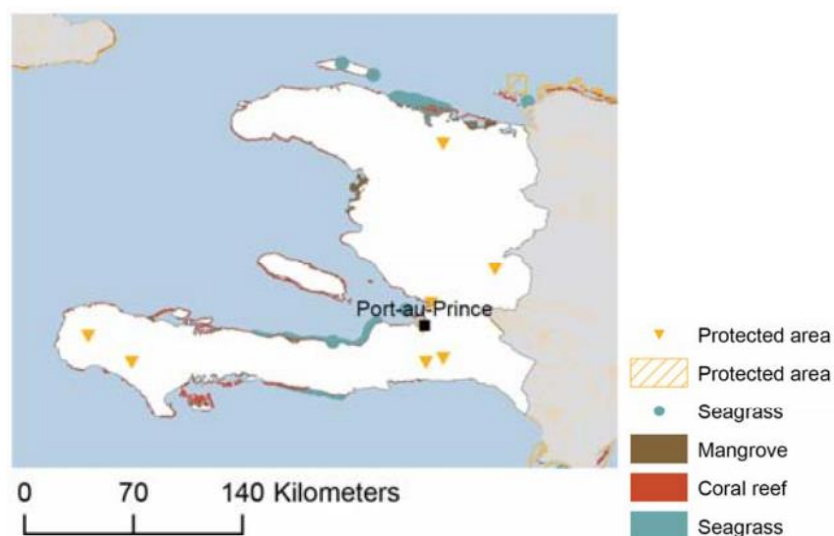 Port-au-Prince
Protected area
Protected area
Seagrass
Mangrove
Coral reef
Seagrass
0 70 140 Kilometers